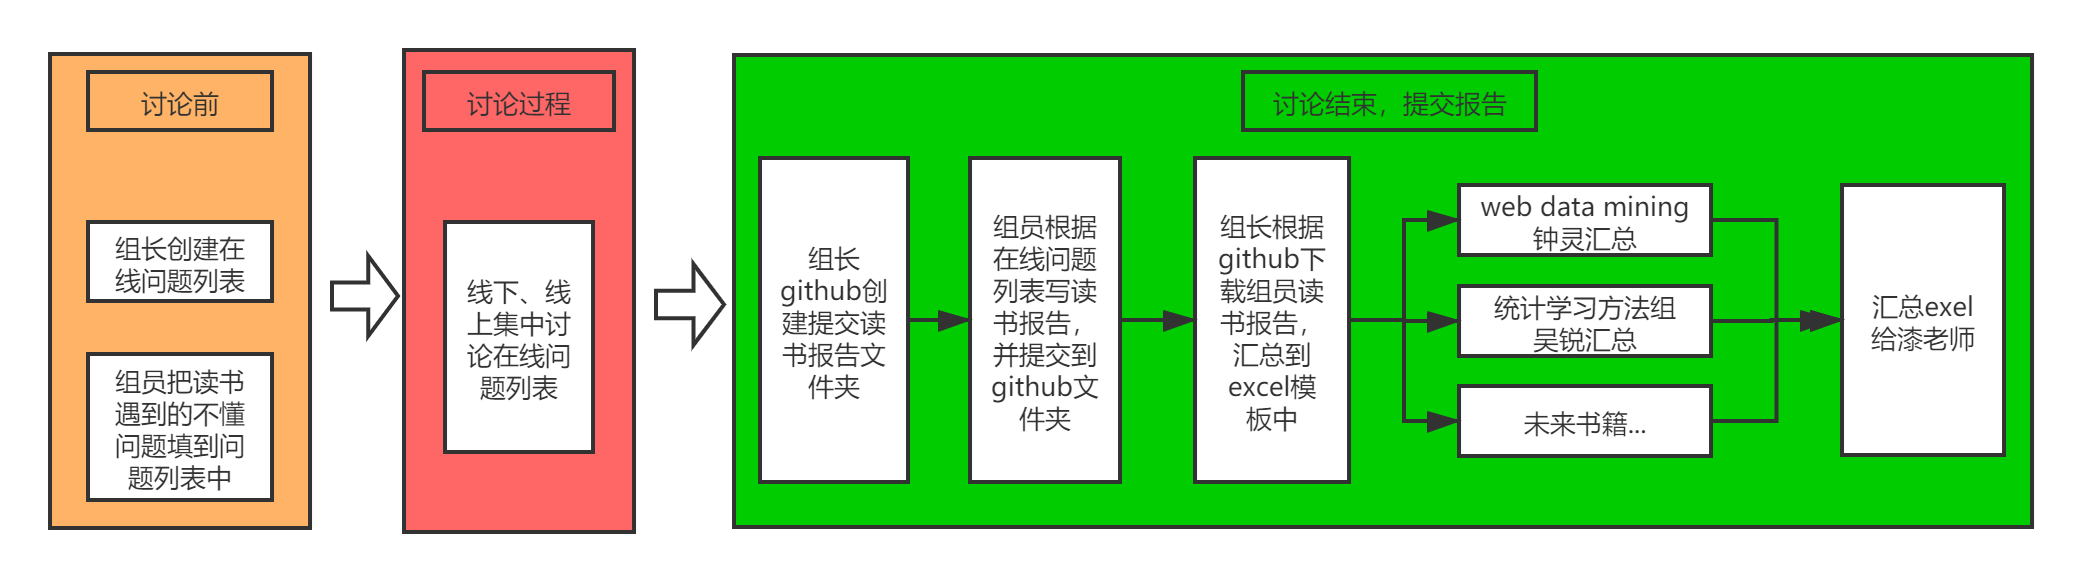 讨论前
组长创建在
线问题列表
组员把读书
遇到的不懂
问题填到问
题列表中
讨论过程
线下、线
上集中讨
论在线问
题列表
讨论结束，提交报告
组长
github创
建提交读
书报告文
件夹
组员根据
在线问题
列表写读
书报告，
并提交到
github文
件夹
组长根据
github下
载组员读
书报告，
汇总到
excel模
板中
web data mining
钟灵汇总
统计学习方法组
吴锐汇总
未来书籍...
汇总exel
给漆老师